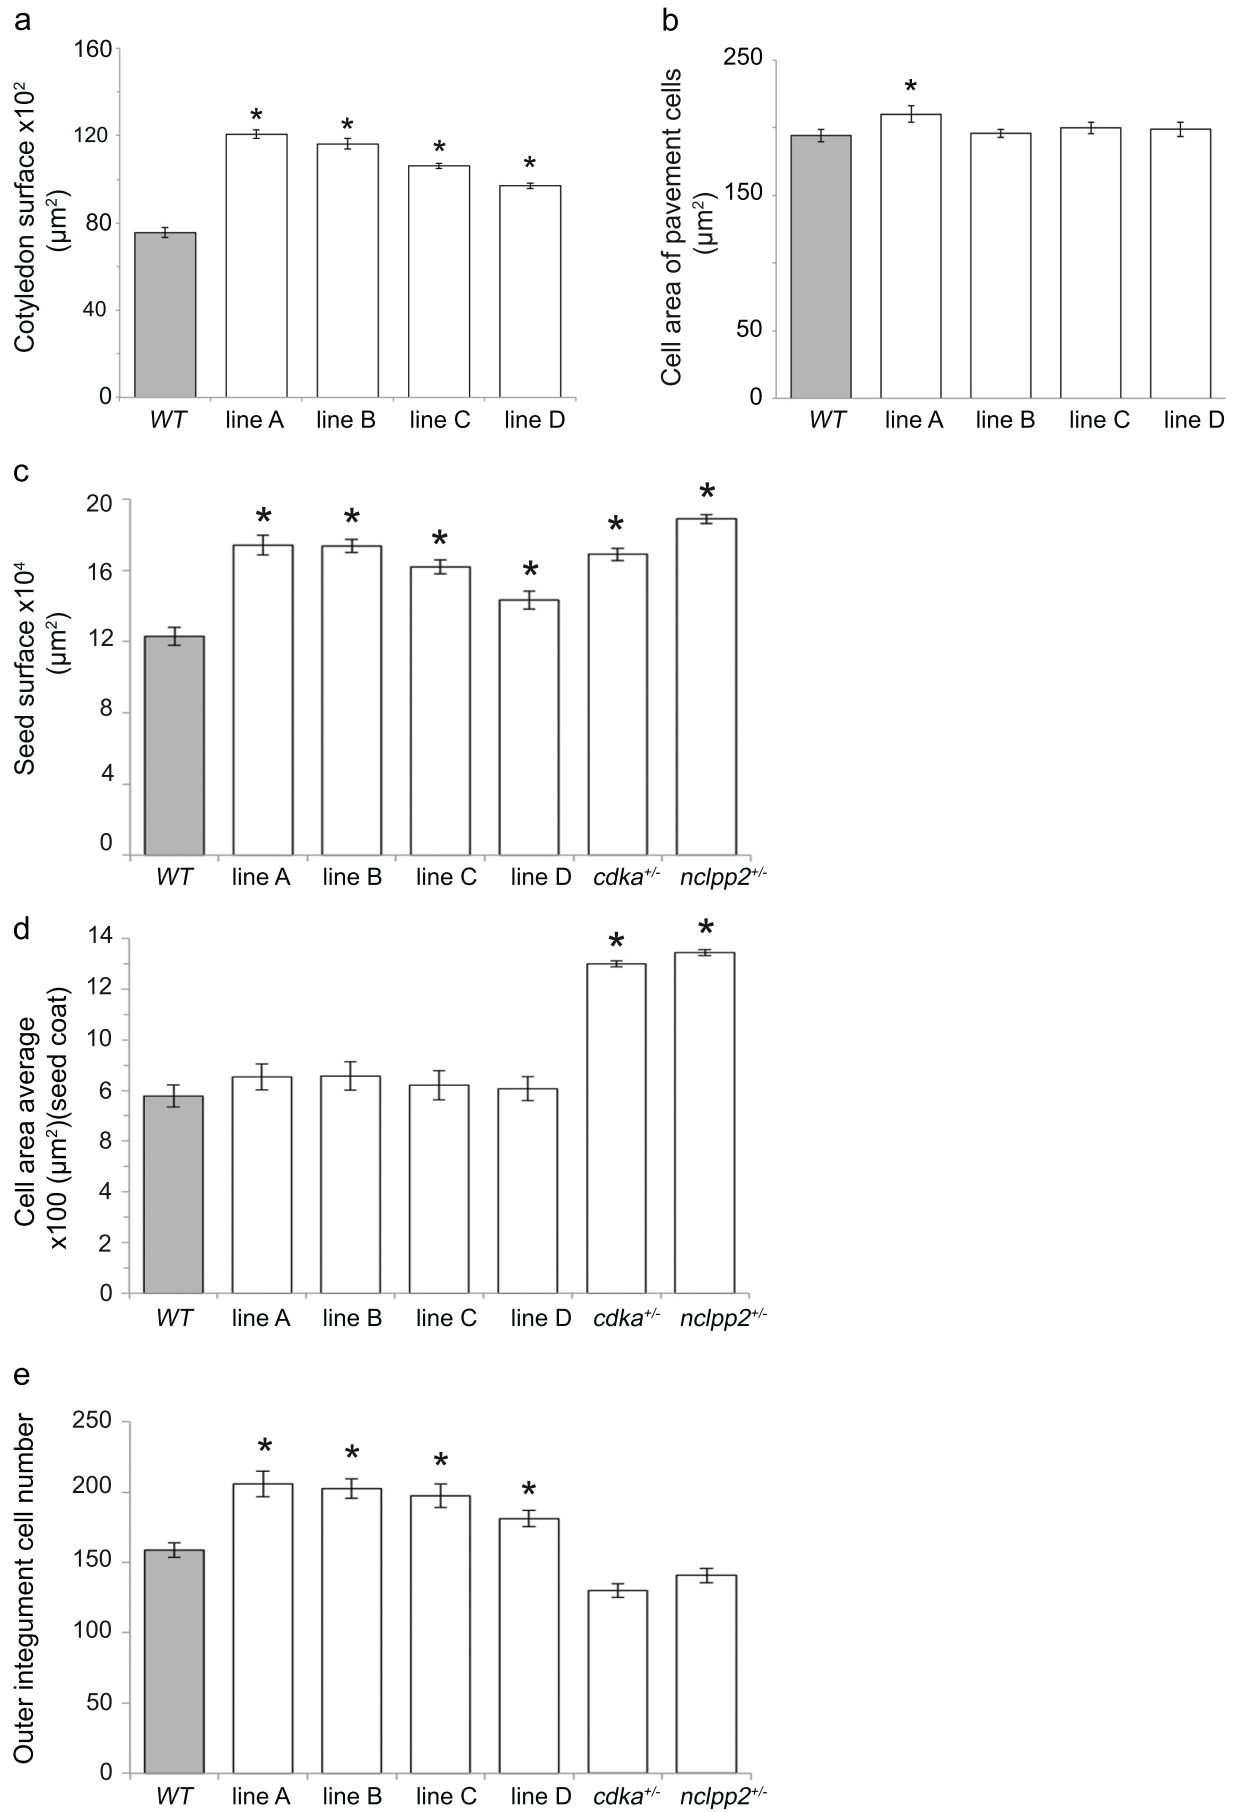 a
160
120
80
40
0
Cotyledon surface x10²
(µm²)
*
*
*
*
WT line A line B line C line D
b
250
150
50
0
Cell area of pavement cells
(µm²)
*
WT line A line B line C line D
c
20
16
12
8
4
0
Seed surface x10⁴
(µm²)
*
*
*
*
*
*
WT line A line B line C line D cdka+/- nclpp2+/-
d
14
12
10
6
8
4
2
0
Cell area average
x100 (µm²)(seed coat)
*
*
WT line A line B line C line D cdka+/- nclpp2+/-
e
250
200
150
100
50
0
Outer integument cell number
*
*
*
*
WT line A line B line C line D cdka+/- nclpp2+/-